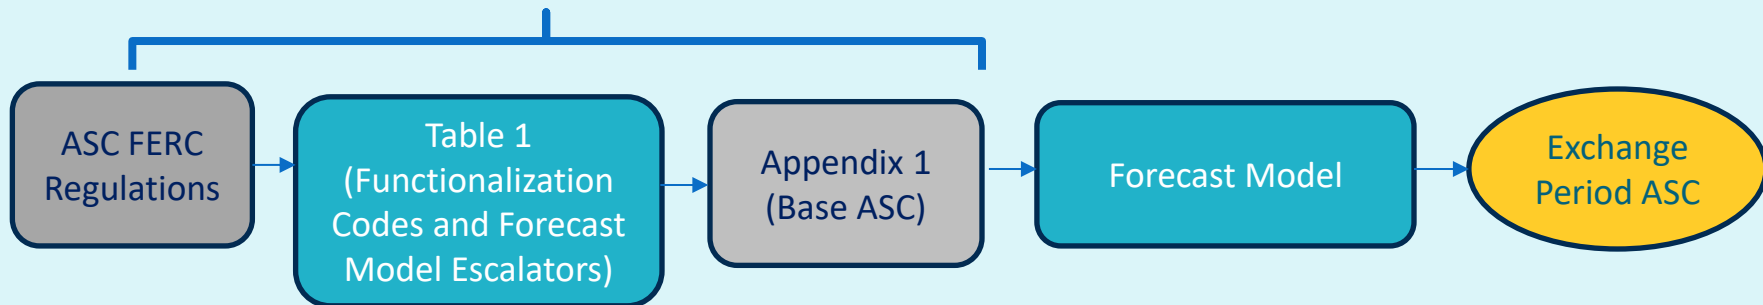 ASC FERC
Regulations
Table 1
(Functionalization
Codes and Forecast
Model Escalators)
Appendix 1
(Base ASC)
Forecast Model
Exchange
Period ASC